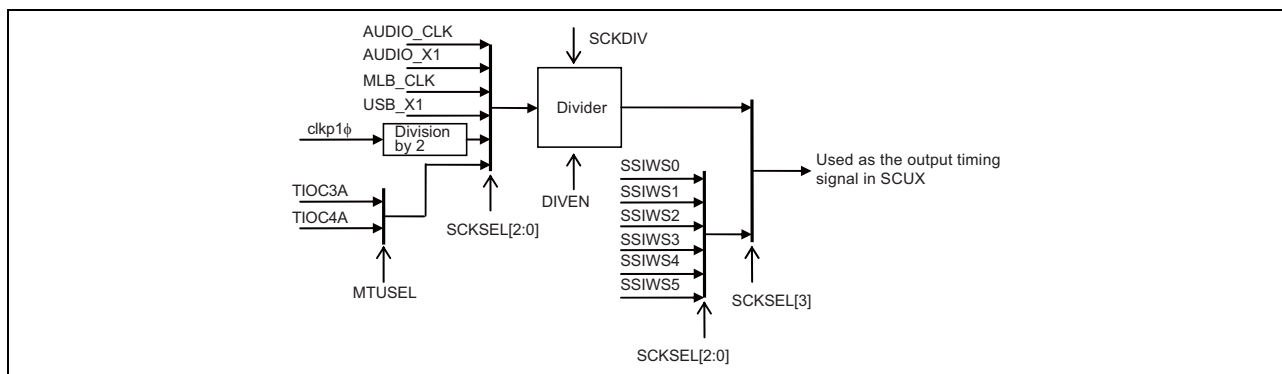 AUDIO_CLK
AUDIO_X1
MLB_CLK
USB_X1
clkp1ϕ
Division
by 2
TIOC3A
TIOC4A
MTUSEL
SCKSEL[2:0]
SCKDIV
Divider
DIVEN
SSIWS0
SSIWS1
SSIWS2
SSIWS3
SSIWS4
SSIWS5
SCKSEL[2:0]
SCKSEL[3]
Used as the output timing
signal in SCUX